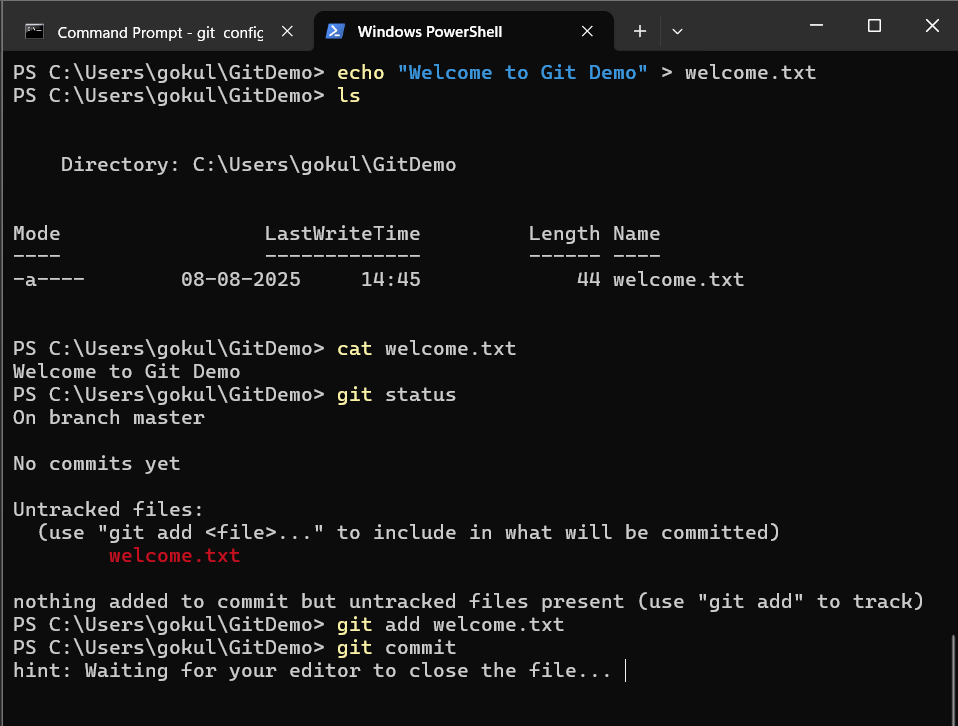 Command Prompt - git config
Windows PowerShell
PS C:\Users\gokul\GitDemo> echo "Welcome to Git Demo" > welcome.txt
PS C:\Users\gokul\GitDemo> ls
Directory: C:\Users\gokul\GitDemo
Mode                 LastWriteTime         Length Name
----                 -------------         ------ ----
-a----        08-08-2025     14:45             44 welcome.txt
PS C:\Users\gokul\GitDemo> cat welcome.txt
Welcome to Git Demo
PS C:\Users\gokul\GitDemo> git status
On branch master
No commits yet
Untracked files:
  (use "git add <file>..." to include in what will be committed)
        welcome.txt
nothing added to commit but untracked files present (use "git add" to track)
PS C:\Users\gokul\GitDemo> git add welcome.txt
PS C:\Users\gokul\GitDemo> git commit
hint: Waiting for your editor to close the file...